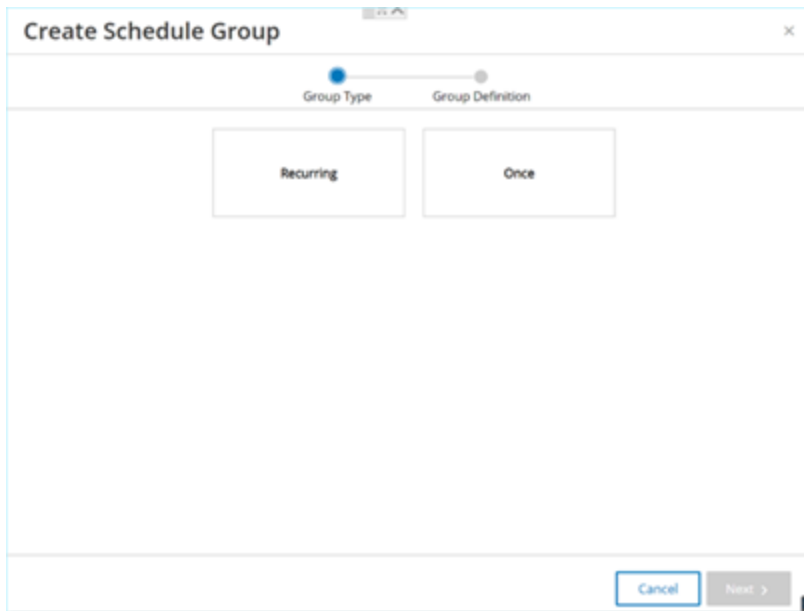 Create Schedule Group
Group Type Group Definition
Recurring Once
Cancel Next